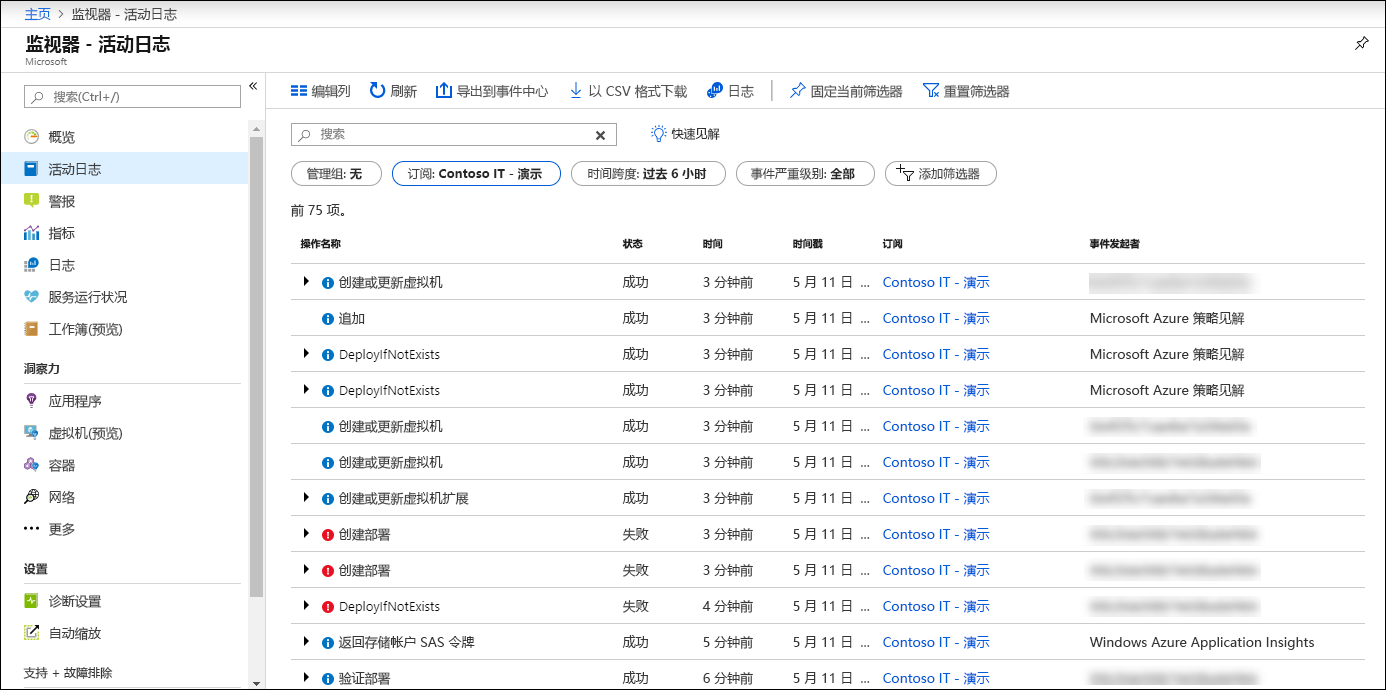 主页 > 监视器 - 活动日志
监视器 - 活动日志
Microsoft
搜索(Ctrl+/)
«
概览
活动日志
警报
指标
日志
服务运行状况
工作簿(预览)
洞察力
应用程序
虚拟机(预览)
容器
网络
更多
设置
诊断设置
自动缩放
支持 + 故障排除
编辑列 刷新 导出到事件中心 以 CSV 格式下载 日志 固定当前筛选器 重置筛选器
搜索 快速见解
管理组: 无 订阅: Contoso IT - 演示 时间跨度: 过去 6 小时 事件严重级别: 全部 添加筛选器
前 75 项。
操作名称 状态 时间 时间戳 订阅 事件发起者
创建或更新虚拟机 成功 3 分钟前 5 月 11 日 ... Contoso IT - 演示
追加 成功 3 分钟前 5 月 11 日 ... Contoso IT - 演示 Microsoft Azure 策略见解
DeployIfNotExists 成功 3 分钟前 5 月 11 日 ... Contoso IT - 演示 Microsoft Azure 策略见解
DeployIfNotExists 成功 3 分钟前 5 月 11 日 ... Contoso IT - 演示 Microsoft Azure 策略见解
创建或更新虚拟机 成功 3 分钟前 5 月 11 日 ... Contoso IT - 演示
创建或更新虚拟机 成功 3 分钟前 5 月 11 日 ... Contoso IT - 演示
创建或更新虚拟机扩展 成功 3 分钟前 5 月 11 日 ... Contoso IT - 演示
创建部署 失败 3 分钟前 5 月 11 日 ... Contoso IT - 演示
创建部署 失败 3 分钟前 5 月 11 日 ... Contoso IT - 演示
DeployIfNotExists 失败 4 分钟前 5 月 11 日 ... Contoso IT - 演示
返回存储帐户 SAS 令牌 成功 5 分钟前 5 月 11 日 ... Contoso IT - 演示 Windows Azure Application Insights
验证部署 成功 6 分钟前 5 月 11 日 ... Contoso IT - 演示